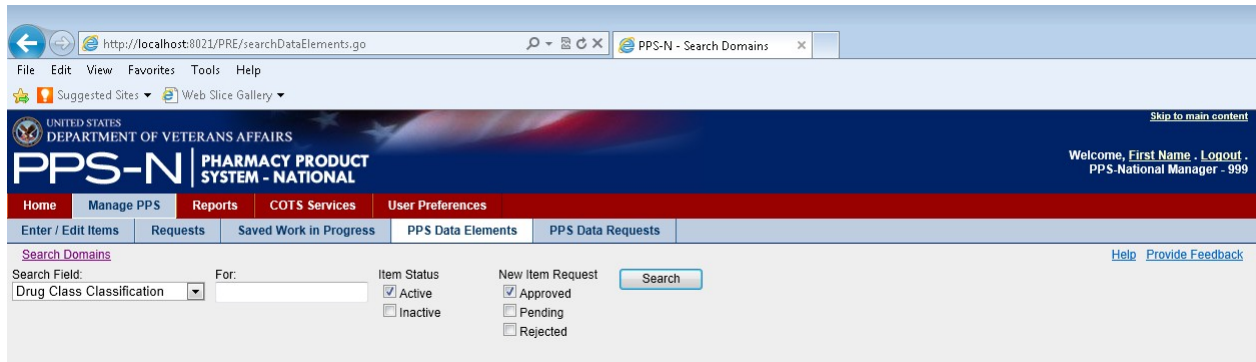 http://localhost:8021/PRE/searchDataElements.go
PPS-N - Search Domains
File Edit View Favorites Tools Help
Suggested Sites Web Slice Gallery
Skip to main content
UNITED STATES
DEPARTMENT OF VETERANS AFFAIRS
PPS-N PHARMACY PRODUCT
SYSTEM - NATIONAL
Welcome, First Name . Logout .
PPS-National Manager - 999
Home Manage PPS Reports COTS Services User Preferences
Enter / Edit Items Requests Saved Work in Progress PPS Data Elements PPS Data Requests
Search Domains Help Provide Feedback
Search Field: For: Item Status New Item Request Search
Drug Class Classification Active Approved
Inactive Pending
Rejected